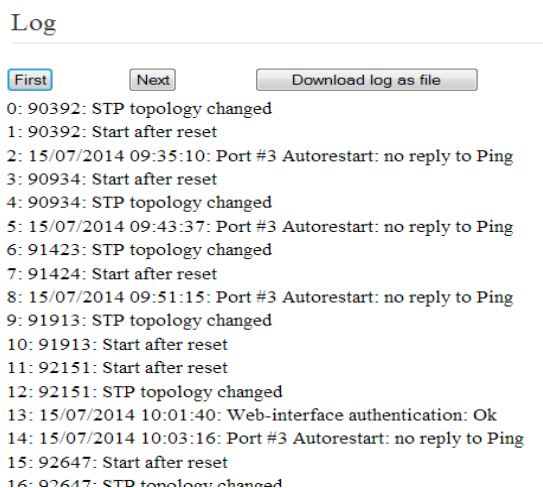 Log
First Next Download log as file
0: 90392: STP topology changed
1: 90392: Start after reset
2: 15/07/2014 09:35:10: Port #3 Autorestart: no reply to Ping
3: 90934: Start after reset
4: 90934: STP topology changed
5: 15/07/2014 09:43:37: Port #3 Autorestart: no reply to Ping
6: 91423: STP topology changed
7: 91424: Start after reset
8: 15/07/2014 09:51:15: Port #3 Autorestart: no reply to Ping
9: 91913: STP topology changed
10: 91913: Start after reset
11: 92151: Start after reset
12: 92151: STP topology changed
13: 15/07/2014 10:01:40: Web-interface authentication: Ok
14: 15/07/2014 10:03:16: Port #3 Autorestart: no reply to Ping
15: 92647: Start after reset
16: 92647: STP topology changed